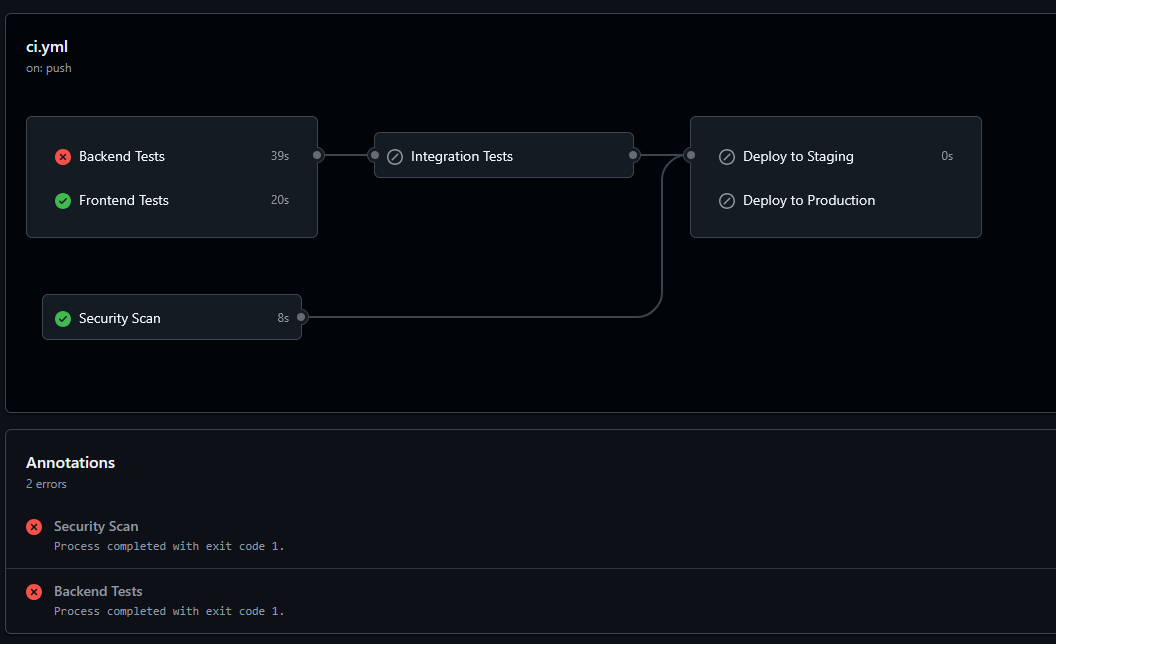 ci.yml
on: push
Backend Tests 39s
Frontend Tests 20s
Integration Tests
Deploy to Staging 0s
Deploy to Production
Security Scan 8s
Annotations
2 errors
Security Scan
Process completed with exit code 1.
Backend Tests
Process completed with exit code 1.